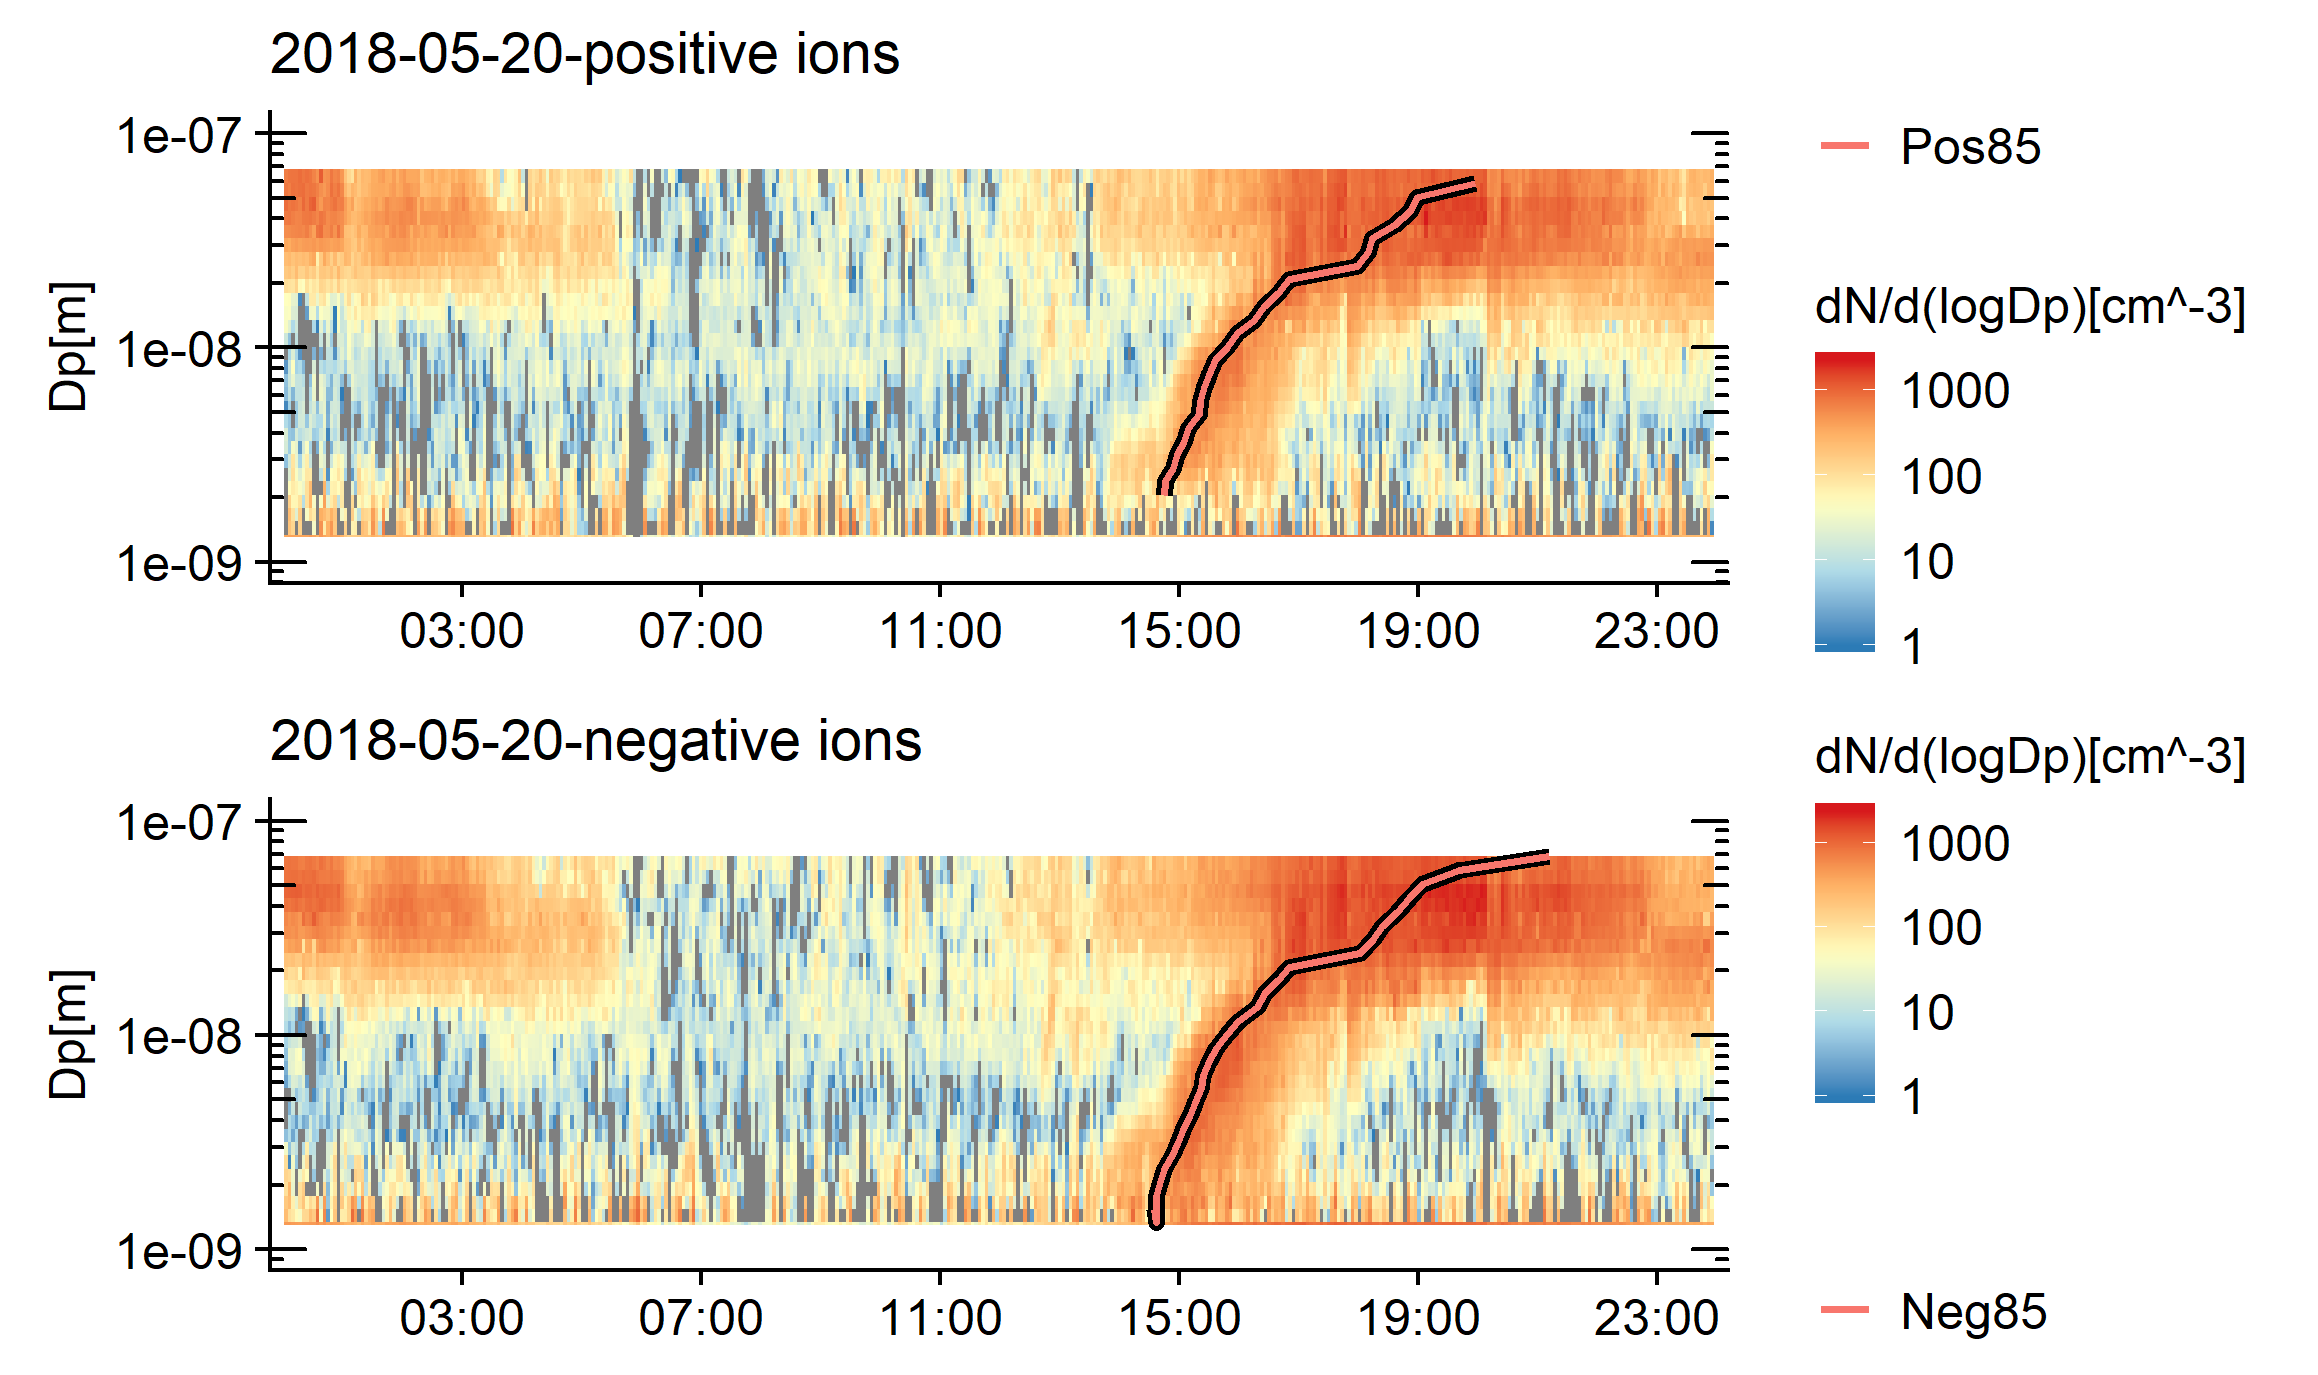 2018-05-20-positive ions
1e-07
1e-08
1e-09
Dp[m]
03:00 07:00 11:00 15:00 19:00 23:00
Pos85
dN/d(logDp)[cm^-3]
1000
100
10
1
2018-05-20-negative ions
1e-07
1e-08
1e-09
Dp[m]
03:00 07:00 11:00 15:00 19:00 23:00
dN/d(logDp)[cm^-3]
1000
100
10
1
Neg85